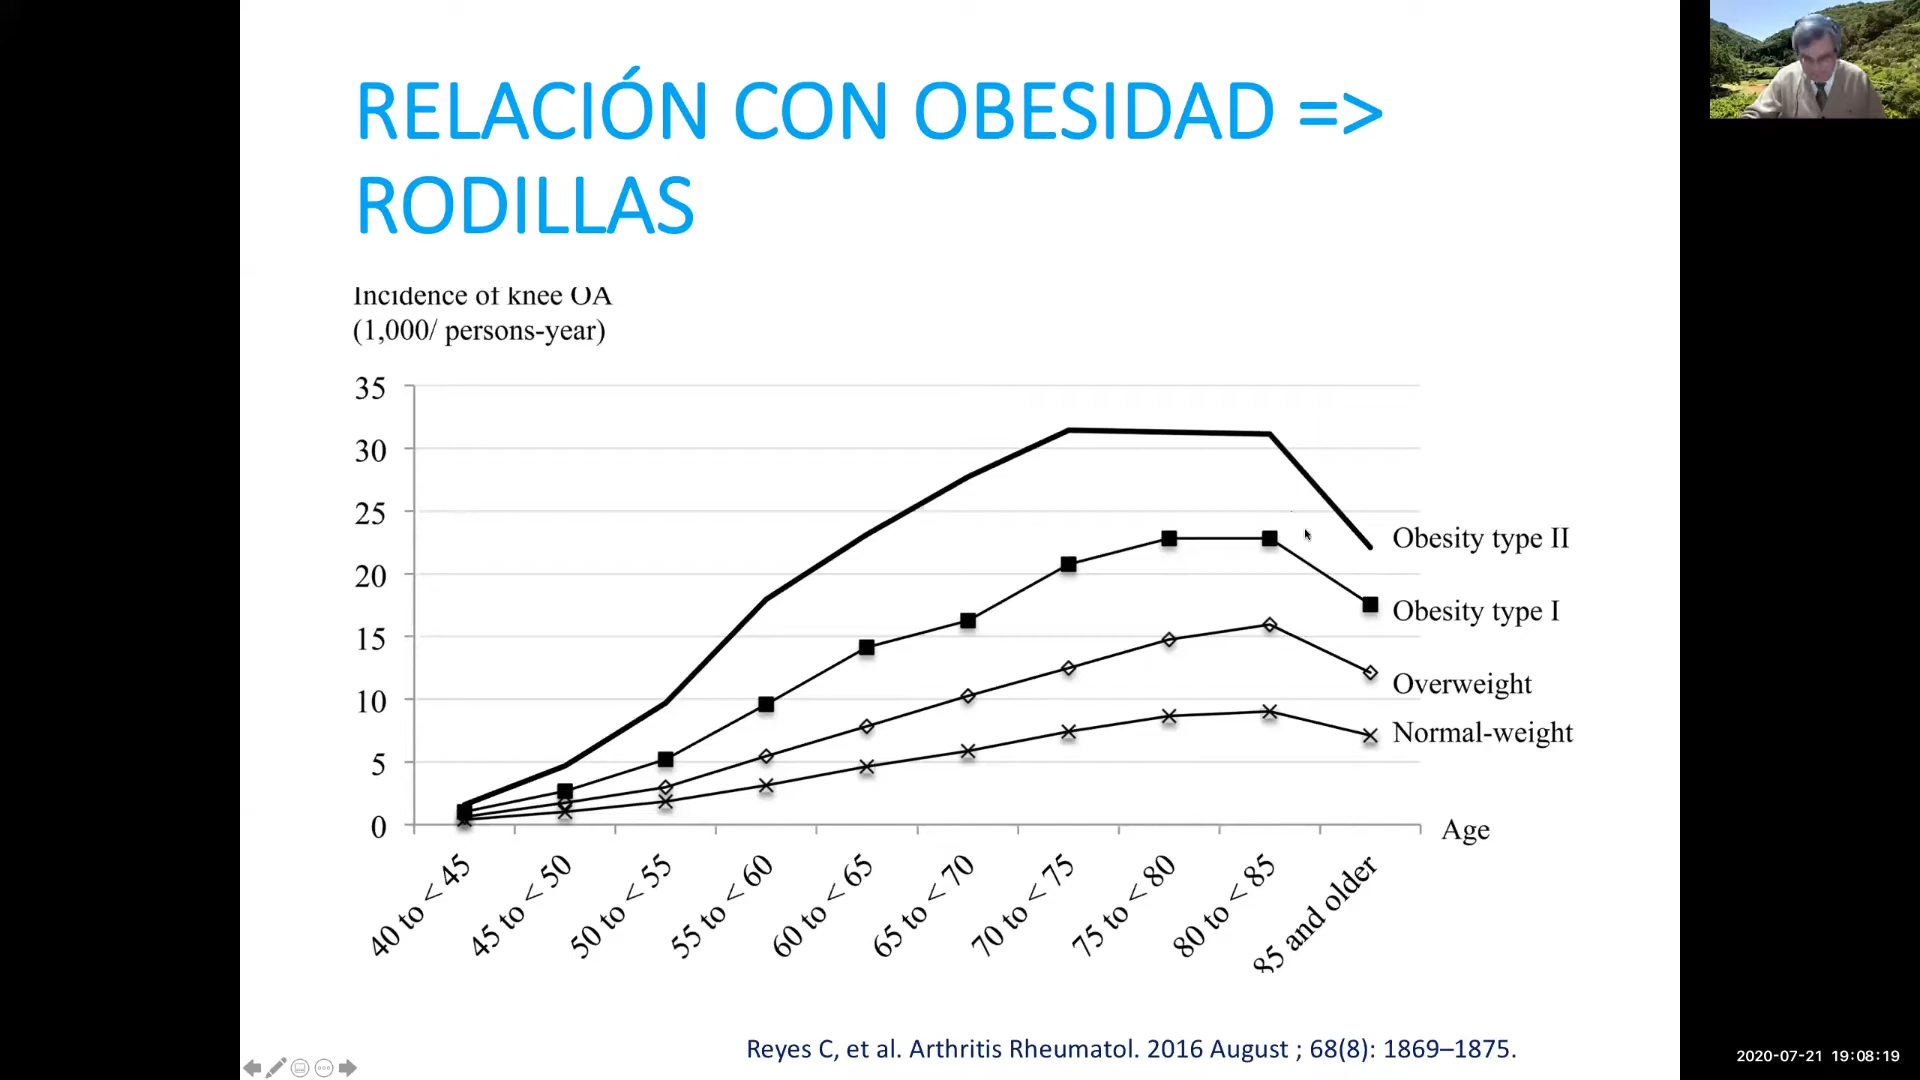 RELACIÓN CON OBESIDAD =>
RODILLAS
Incidence of knee OA
(1,000/ persons-year)
35
30
25
20
15
10
5
0
Obesity type II
Obesity type I
Overweight
Normal-weight
Age
40 to < 45
45 to < 50
50 to < 55
55 to < 60
60 to < 65
65 to < 70
70 to < 75
75 to < 80
80 to < 85
85 and older
Reyes C, et al. Arthritis Rheumatol. 2016 August ; 68(8): 1869–1875.
2020-07-21 19:08:19